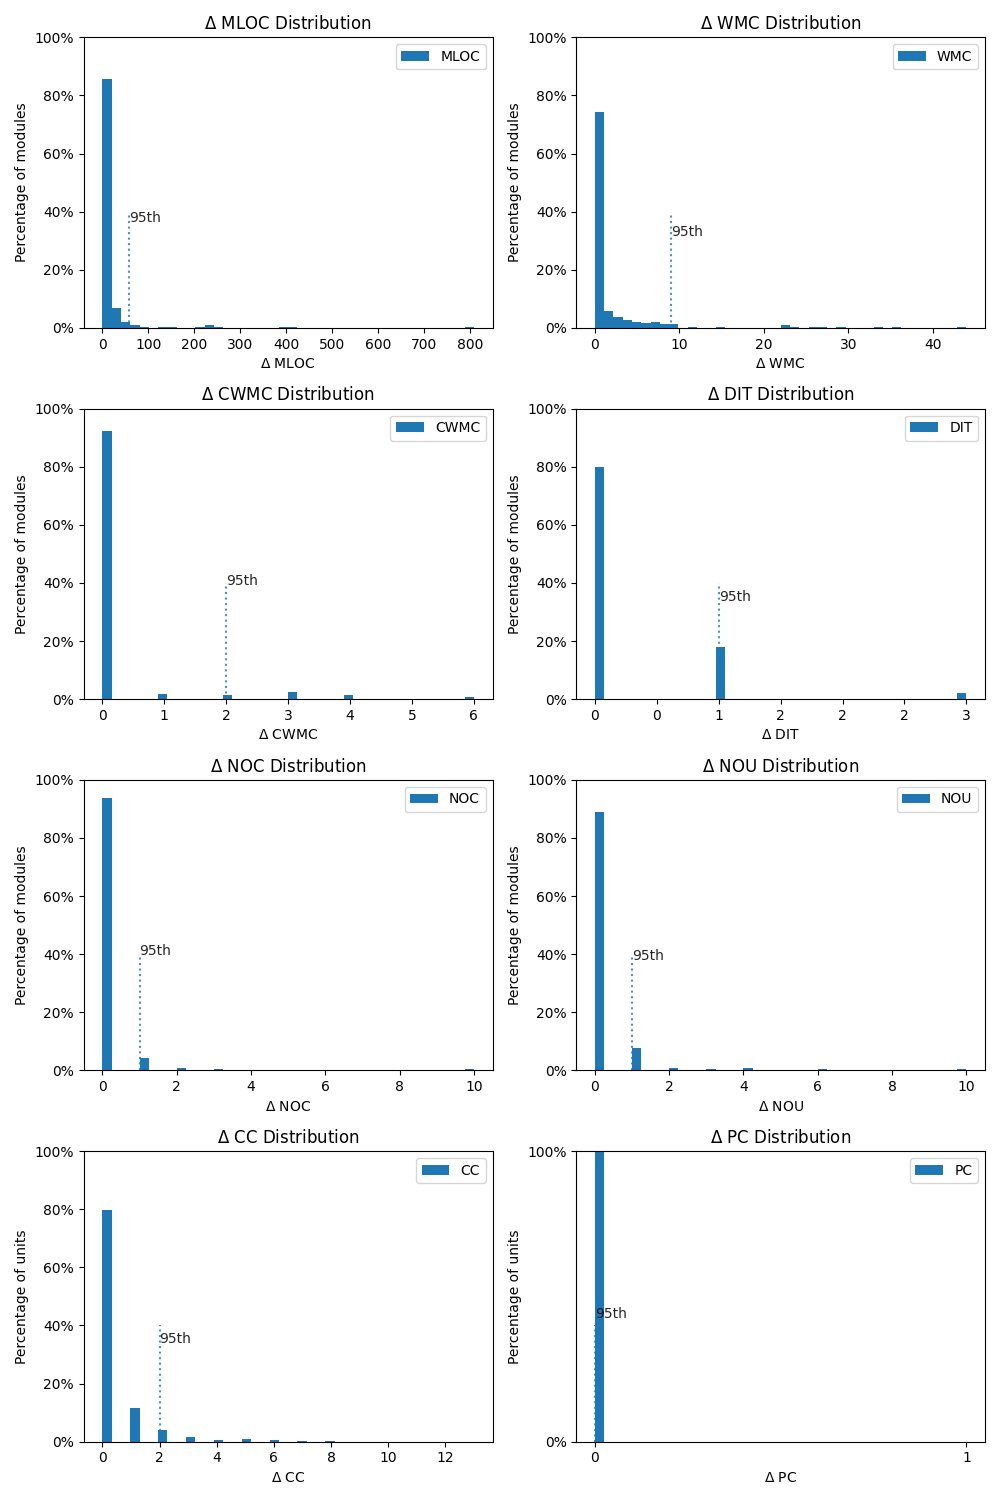 Δ MLOC Distribution
100%
80%
60%
40%
20%
0%
Percentage of modules
MLOC
95th
0 100 200 300 400 500 600 700 800
Δ MLOC
Δ WMC Distribution
100%
80%
60%
40%
20%
0%
Percentage of modules
WMC
95th
0 10 20 30 40
Δ WMC
Δ CWMC Distribution
100%
80%
60%
40%
20%
0%
Percentage of modules
CWMC
95th
0 1 2 3 4 5 6
Δ CWMC
Δ DIT Distribution
100%
80%
60%
40%
20%
0%
Percentage of modules
DIT
95th
0 0 1 2 2 2 3
Δ DIT
Δ NOC Distribution
100%
80%
60%
40%
20%
0%
Percentage of modules
NOC
95th
0 2 4 6 8 10
Δ NOC
Δ NOU Distribution
100%
80%
60%
40%
20%
0%
Percentage of modules
NOU
95th
0 2 4 6 8 10
Δ NOU
Δ CC Distribution
100%
80%
60%
40%
20%
0%
Percentage of units
CC
95th
0 2 4 6 8 10 12
Δ CC
Δ PC Distribution
100%
0%
Percentage of units
PC
95th
0 1
Δ PC